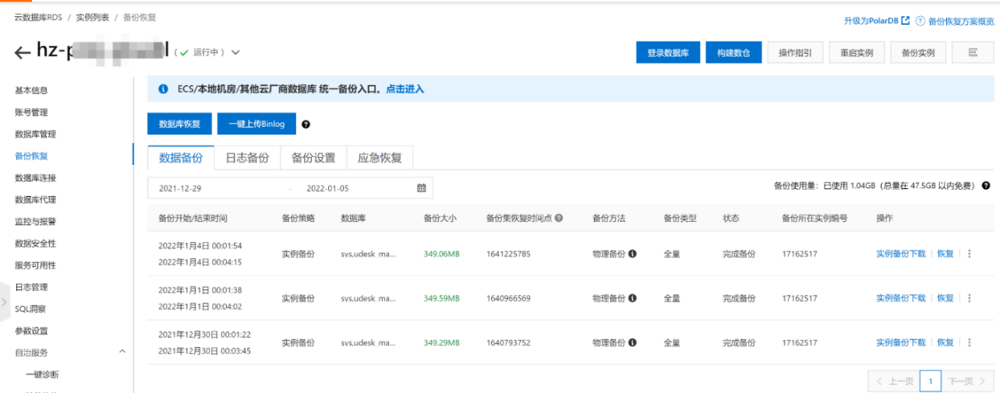 云数据库RDS / 实例列表 / 备份恢复
升级为PolarDB ? 备份恢复方案概览
← hz-p l ( ✓ 运行中 )
登录数据库 构建数仓 操作指引 重启实例 备份实例
基本信息
账号管理
数据库管理
备份恢复
数据库连接
数据库代理
监控与报警
数据安全性
服务可用性
日志管理
SQL洞察
参数设置
自治服务
一键诊断
ECS/本地机房/其他云厂商数据库 统一备份入口。点击进入
数据库恢复 一键上传Binlog
数据备份 日志备份 备份设置 应急恢复
2021-12-29 - 2022-01-05
备份使用量：已使用 1.04GB（总量在 47.5GB 以内免费）
备份开始/结束时间 备份策略 数据库 备份大小 备份集恢复时间点 备份方法 备份类型 状态 备份所在实例编号 操作
2022年1月4日 00:01:54
2022年1月4日 00:04:15
实例备份 sys,udesk_ma... 349.06MB 1641225785 物理备份 全量 完成备份 17162517 实例备份下载 恢复
2022年1月1日 00:01:38
2022年1月1日 00:04:02
实例备份 sys,udesk_ma... 349.59MB 1640966569 物理备份 全量 完成备份 17162517 实例备份下载 恢复
2021年12月30日 00:01:22
2021年12月30日 00:03:45
实例备份 sys,udesk_ma... 349.29MB 1640793752 物理备份 全量 完成备份 17162517 实例备份下载 恢复
上一页 1 下一页